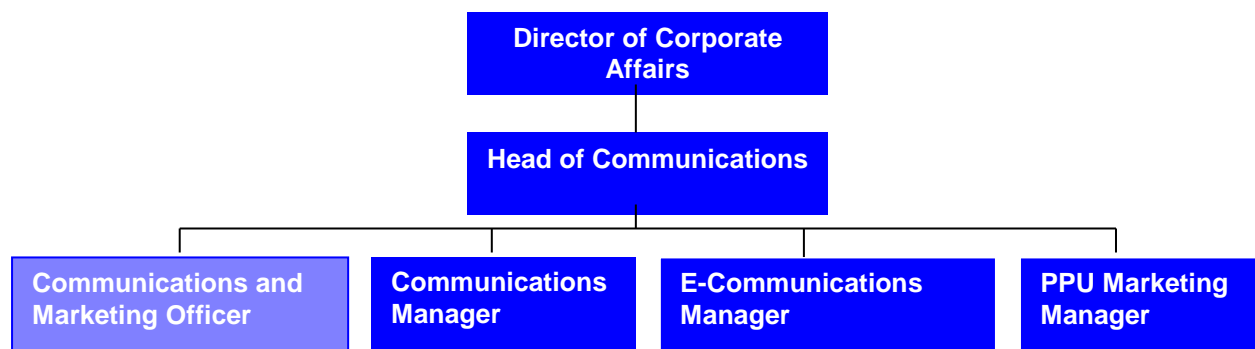 Director of Corporate
Affairs
Head of Communications
Communications and
Marketing Officer
Communications
Manager
E-Communications
Manager
PPU Marketing
Manager